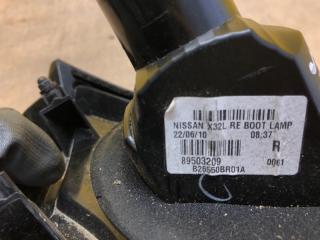 NISSAN X32L RE BOOT LAMP
22/06/10 08:37
R
89503209 0061
B26550BR01A